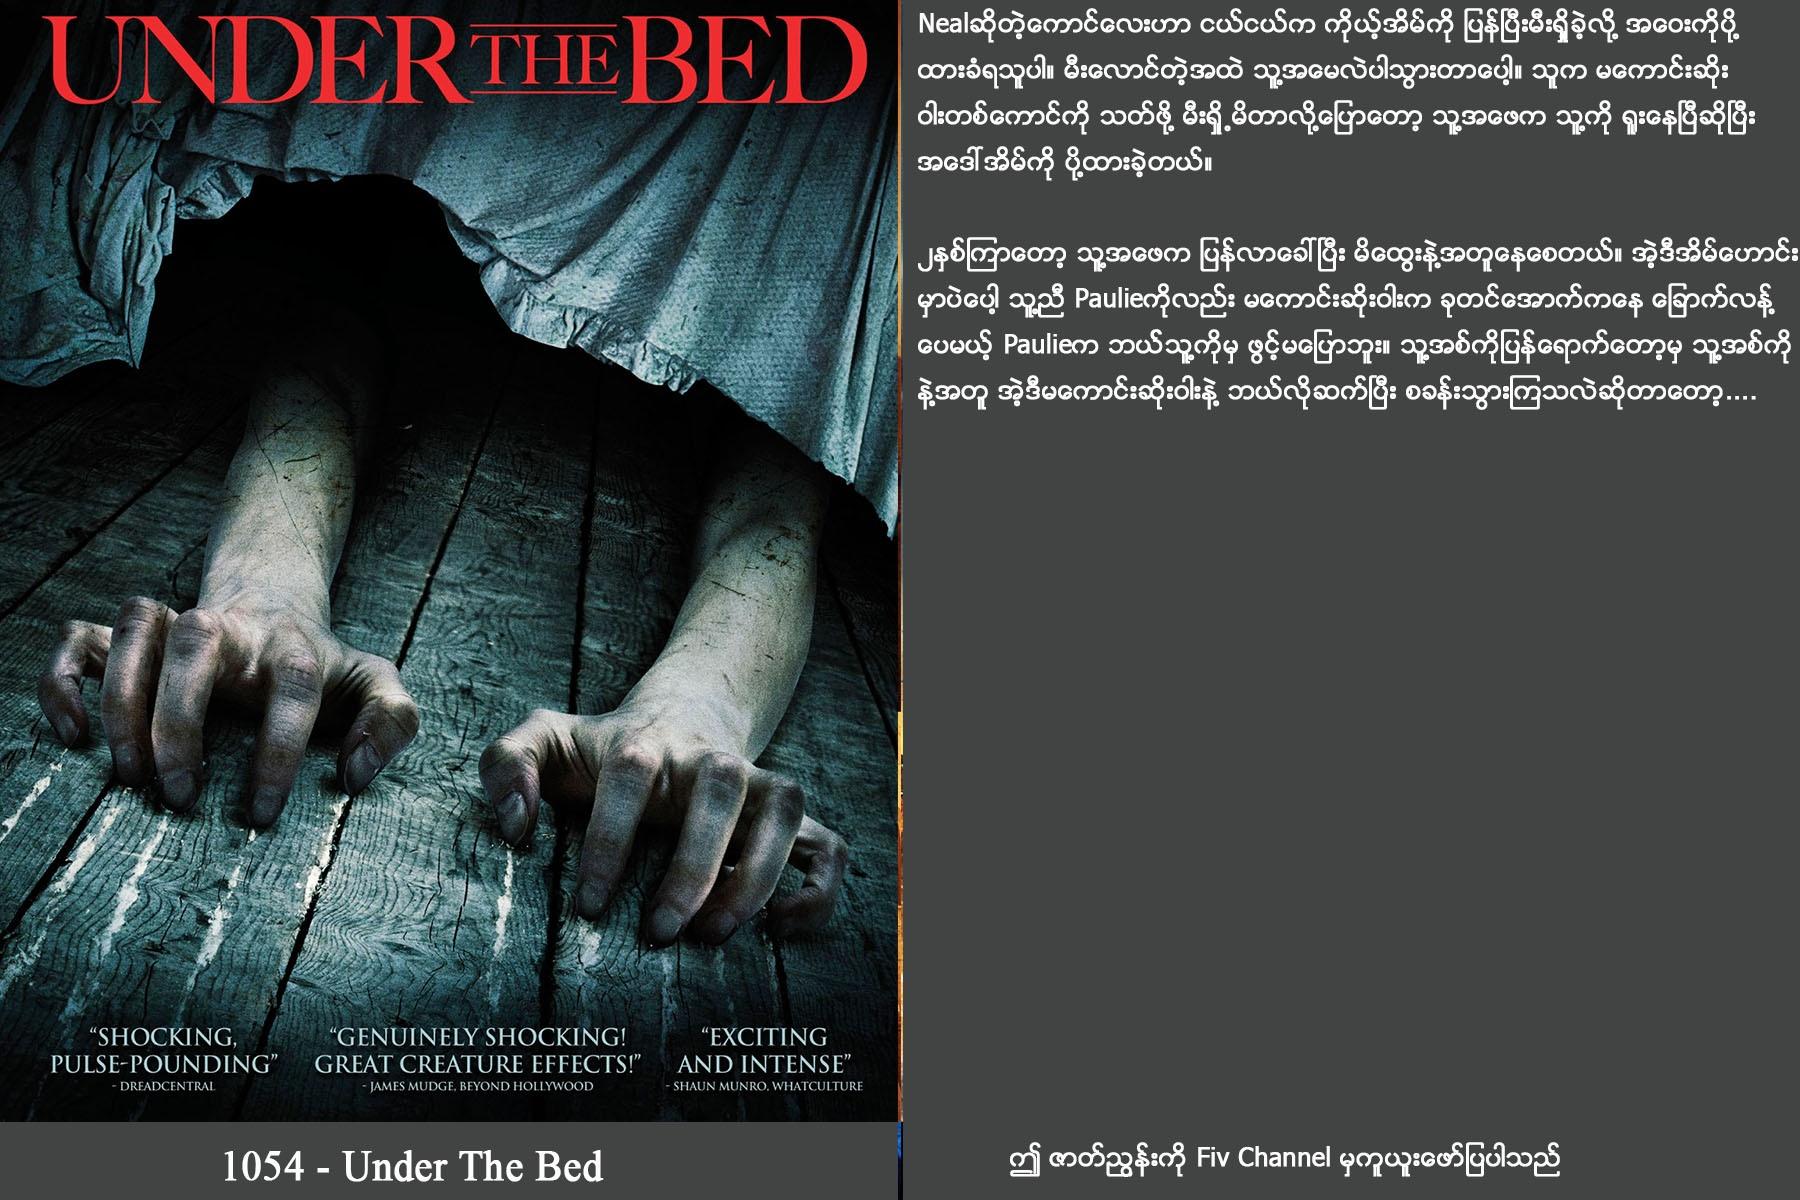 UNDER THE BED
“SHOCKING,
PULSE-POUNDING”
- DREADCENTRAL
“GENUINELY SHOCKING!
GREAT CREATURE EFFECTS!”
- JAMES MUDGE, BEYOND HOLLYWOOD
“EXCITING
AND INTENSE”
- SHAUN MUNRO, WHATCULTURE
1054 - Under The Bed
Nealဆိုတဲ့ကောင်လေးဟာ ငယ်ငယ်က ကိုယ့်အိမ်ကို ပြန်ပြီးမီးရှို့ခဲ့လို့ အဝေးကိုပို့
ထားခံရသူပါ။ မီးလောင်တဲ့အထဲ သူ့အမေလဲပါသွားတာပေါ့။ သူက မကောင်းဆိုး
ဝါးတစ်ကောင်ကို သတ်ဖို့ မီးရှို့မိတာလို့ပြောတော့ သူ့အဖေက သူ့ကို ရူးနေပြီဆိုပြီး
အဒေါ်အိမ်ကို ပို့ထားခဲ့တယ်။
၂နှစ်ကြာတော့ သူ့အဖေက ပြန်လာခေါ်ပြီး မိထွေးနဲ့အတူနေစေတယ်။ အဲ့ဒီအိမ်ဟောင်း
မှာပဲပေါ့ သူ့ညီ Paulieကိုလည်း မကောင်းဆိုးဝါးက ခုတင်အောက်ကနေ ခြောက်လန့်
ပေမယ့် Paulieက ဘယ်သူ့ကိုမှ ဖွင့်မပြောဘူး။ သူ့အစ်ကိုပြန်ရောက်တော့မှ သူ့အစ်ကို
နဲ့အတူ အဲ့ဒီမကောင်းဆိုးဝါးနဲ့ ဘယ်လိုဆက်ပြီး စခန်းသွားကြသလဲဆိုတာတော့....
ဤ ဇာတ်ညွှန်းကို Fiv Channel မှကူယူးဖော်ပြပါသည်